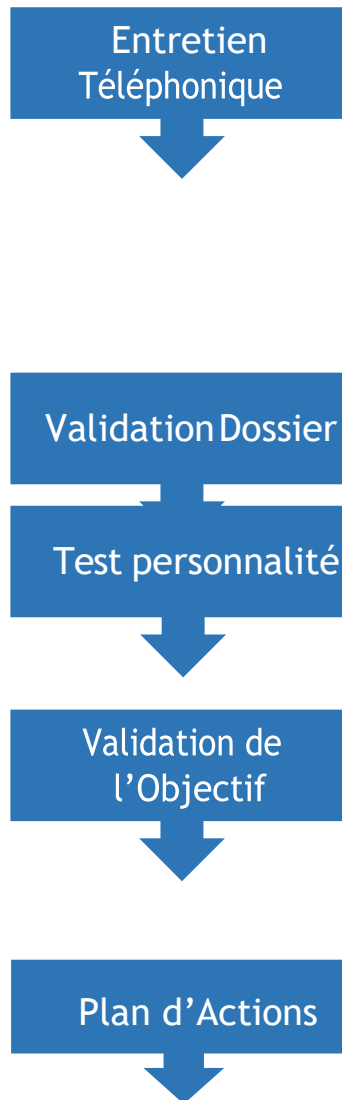 Entretien
Téléphonique
Validation Dossier
Test personnalité
Validation de
l’Objectif
Plan d’Actions